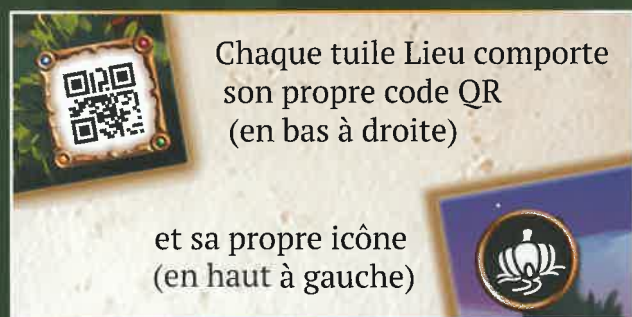 Chaque tuile Lieu comporte
son propre code QR
(en bas à droite)
et sa propre icône
(en haut à gauche)